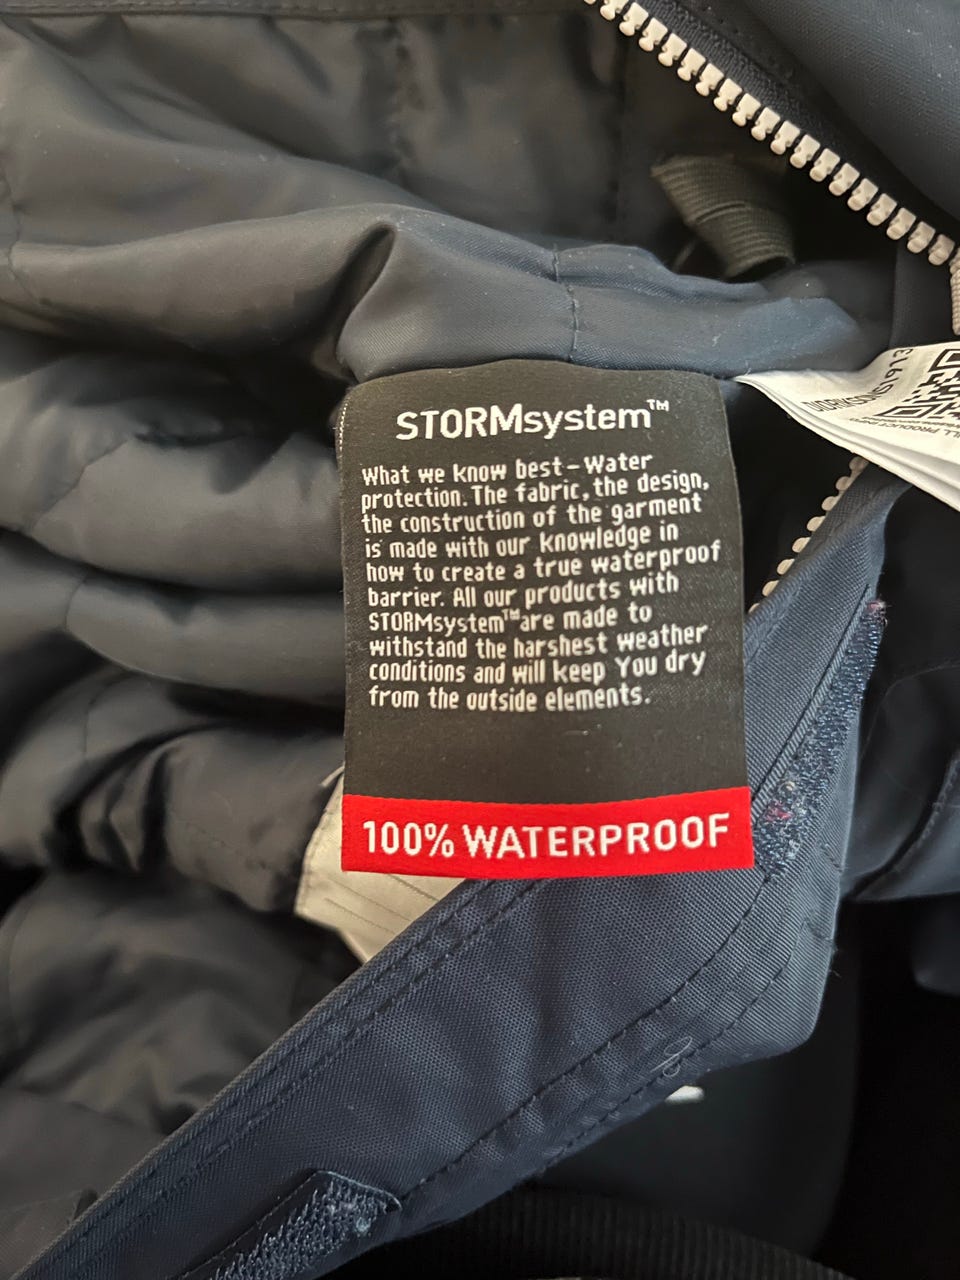 STORMsystem™
What we know best – Water
protection. The fabric, the design,
the construction of the garment
is made with our knowledge in
how to create a true waterproof
barrier. All our products with
STORMsystem™ are made to
withstand the harshest weather
conditions and will keep You dry
from the outside elements.
100% WATERPROOF